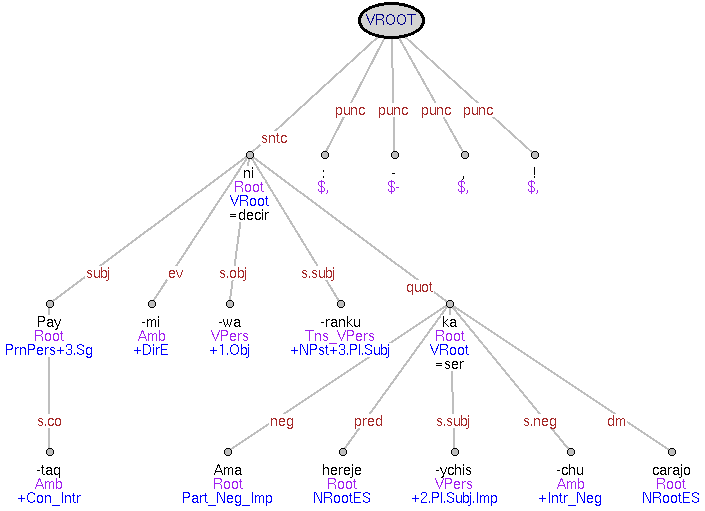 VROOT
punc punc punc punc
sntc
ni : - , !
Root $, $- $, $,
VRoot
=decir
subj ev s.obj s.subj quot
Pay -mi -wa -ranku ka
Root Amb VPers Tns_VPers Root
PrnPers+3.Sg +DirE +1.Obj +NPst+3.Pl.Subj VRoot
=ser
s.co neg pred s.subj s.neg dm
-taq Ama hereje -ychis -chu carajo
Amb Root Root VPers Amb Root
+Con_Intr Part_Neg_Imp NRootES +2.Pl.Subj.Imp +Intr_Neg NRootES